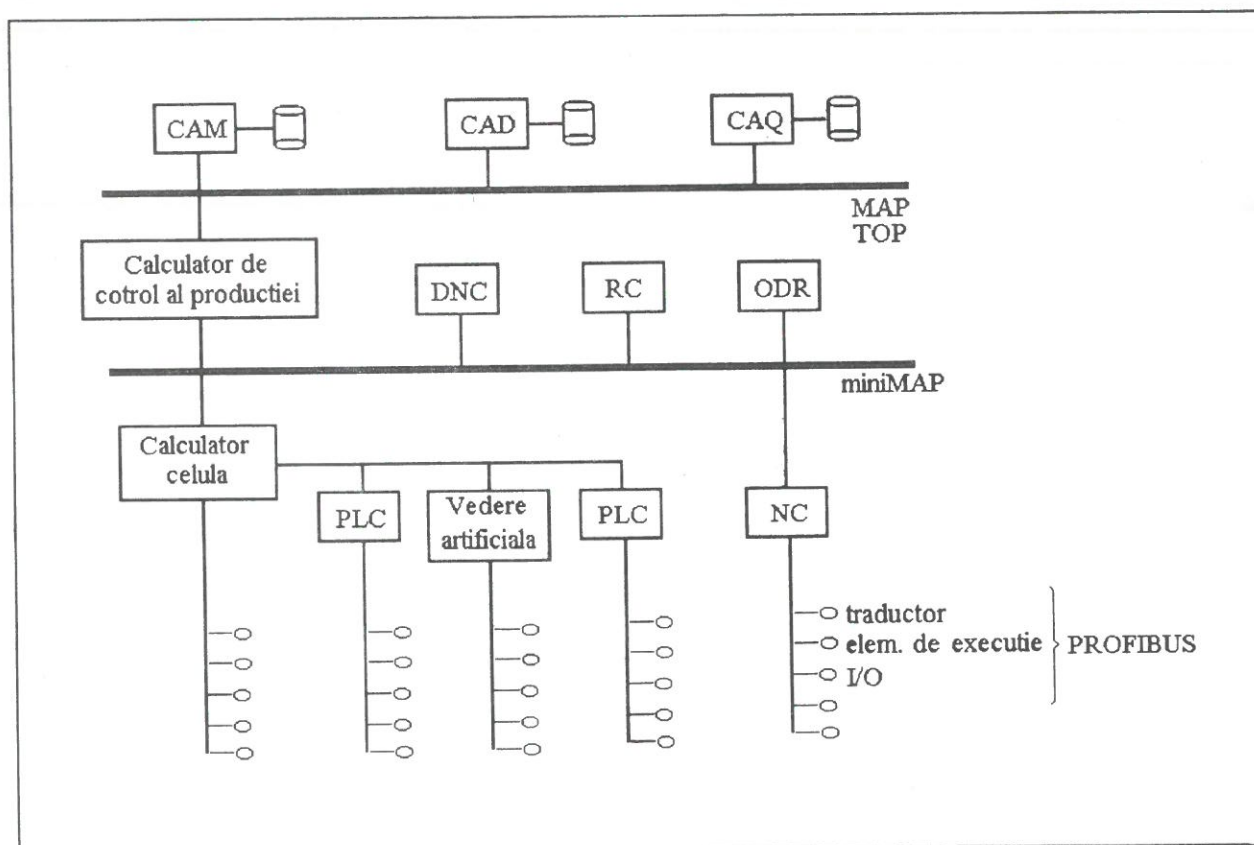 CAM
CAD
CAQ
MAP
TOP
Calculator de
cotrol al productiei
DNC
RC
ODR
miniMAP
Calculator
celula
PLC
Vedere
artificiala
PLC
NC
traductor
elem. de executie
PROFIBUS
I/O